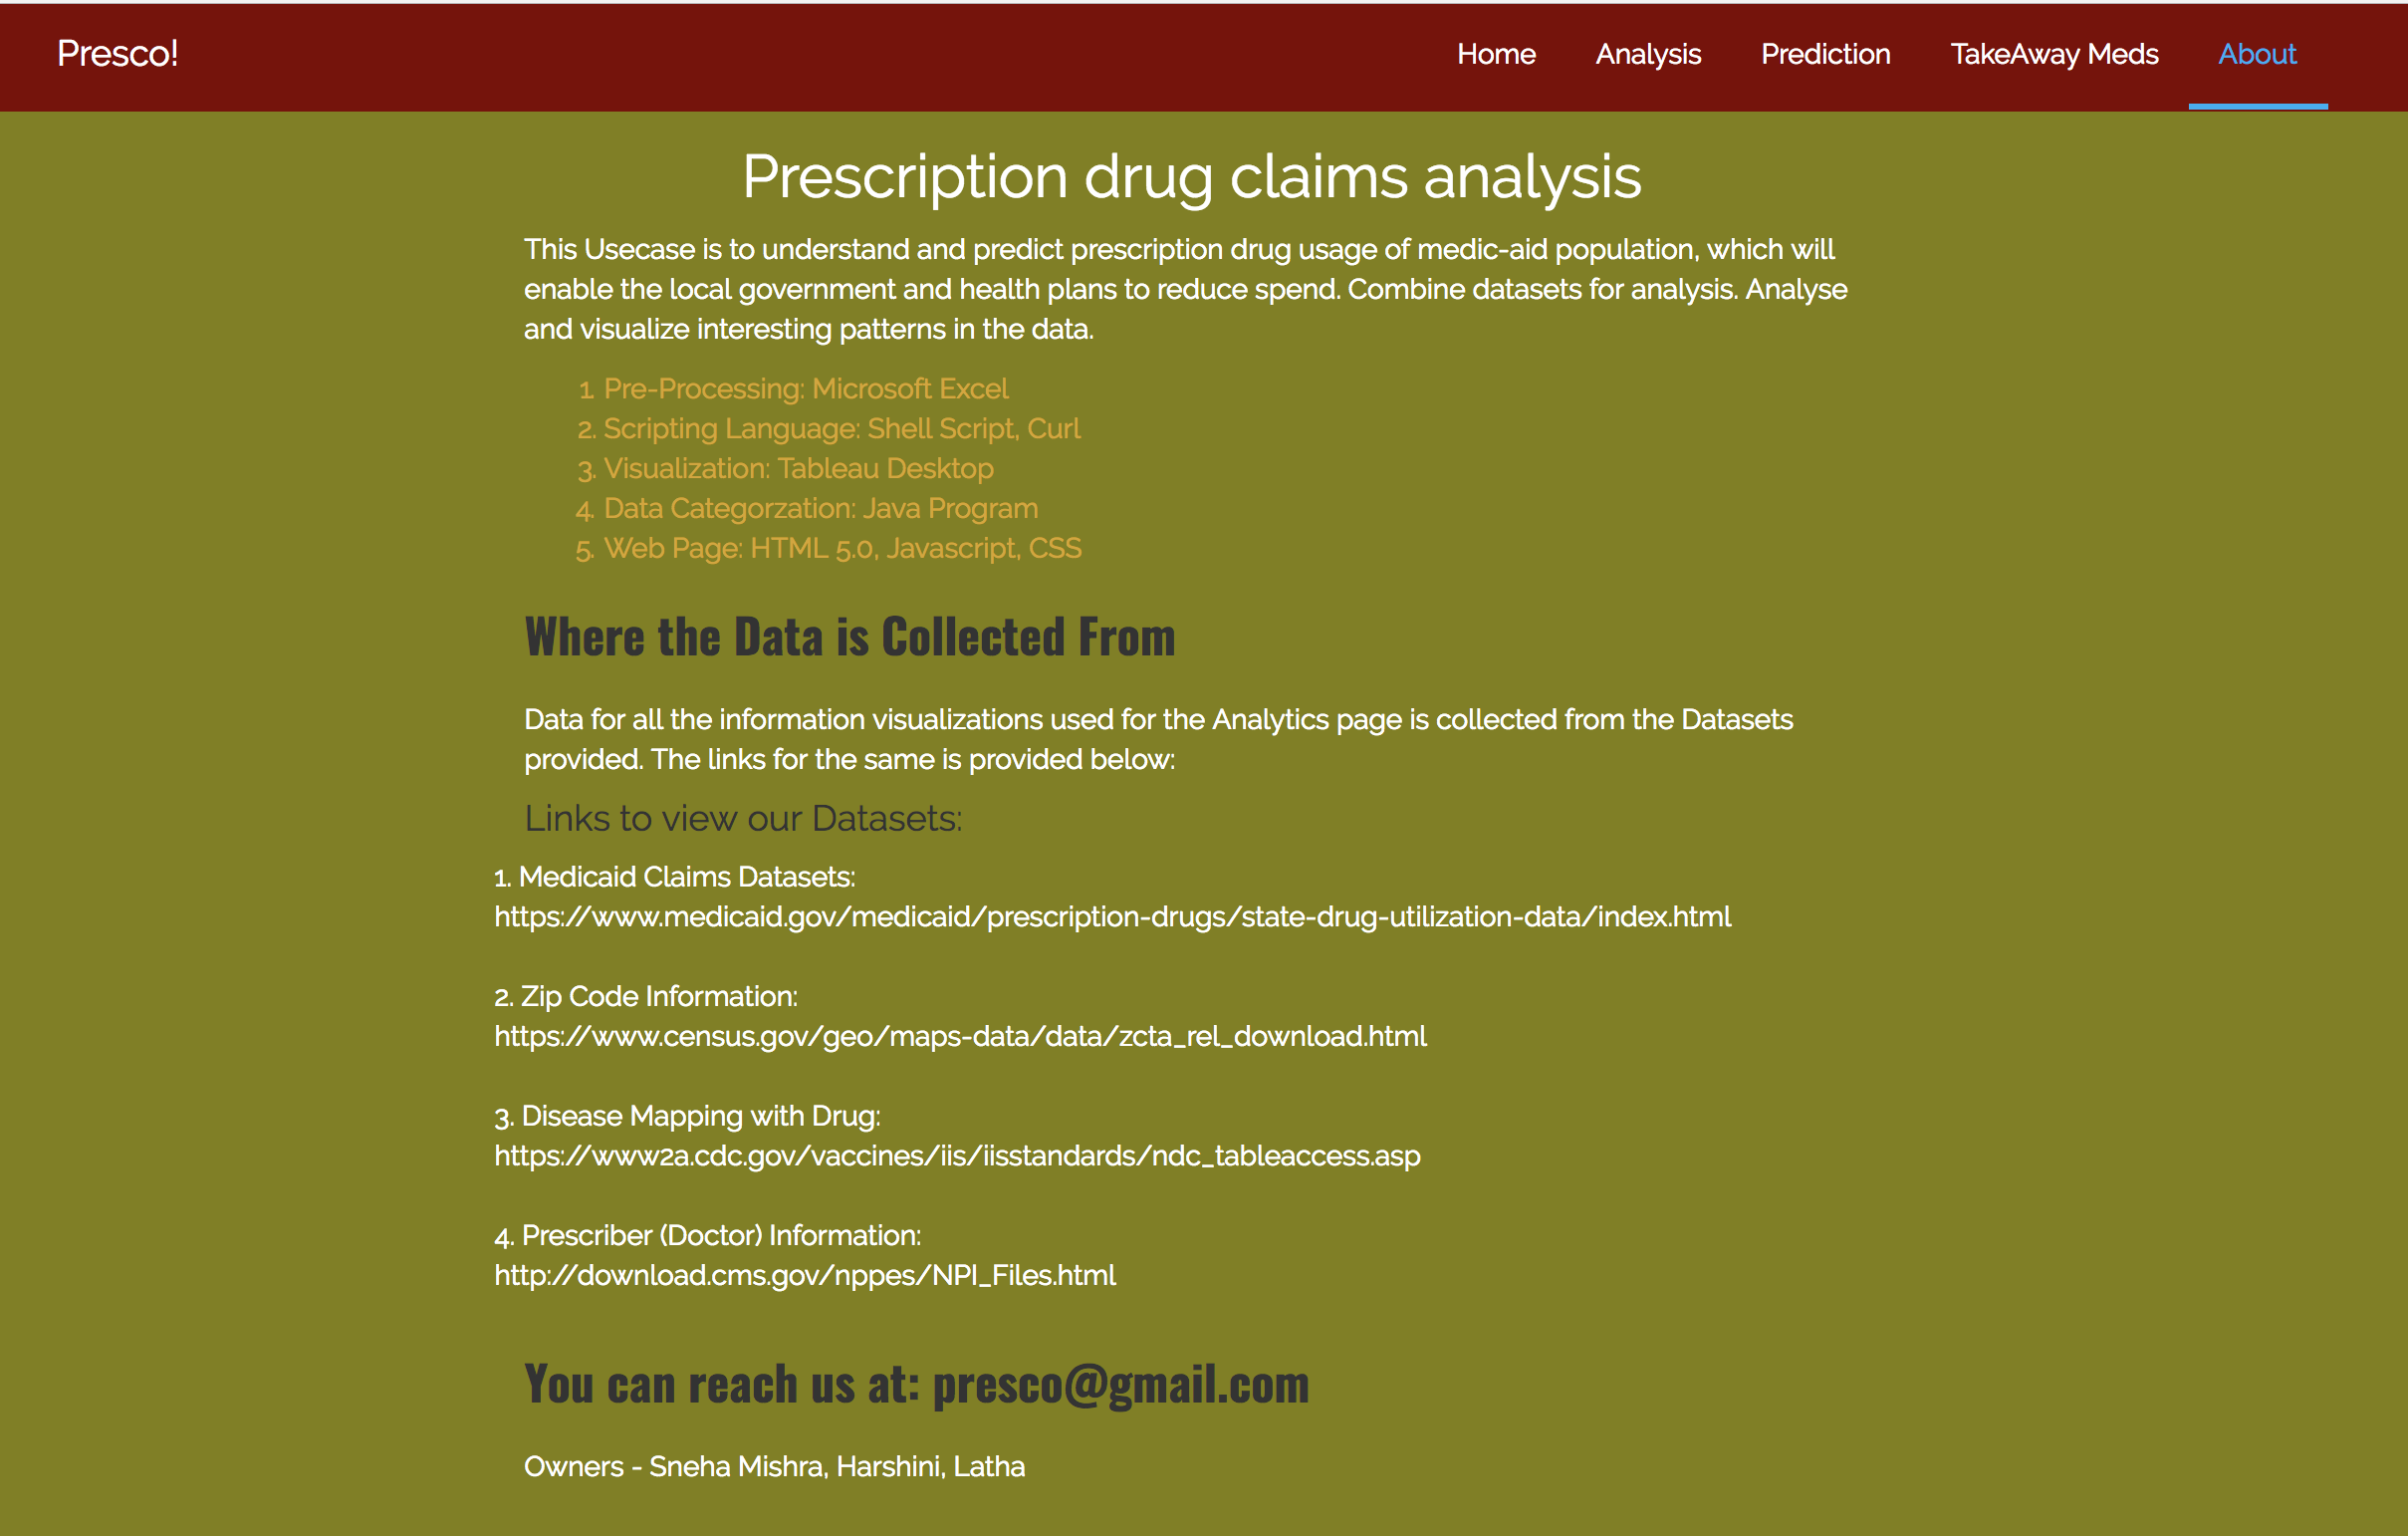 Presco!
Home Analysis Prediction TakeAway Meds About
Prescription drug claims analysis
This Usecase is to understand and predict prescription drug usage of medic-aid population, which will
enable the local government and health plans to reduce spend. Combine datasets for analysis. Analyse
and visualize interesting patterns in the data.
1. Pre-Processing: Microsoft Excel
2. Scripting Language: Shell Script, Curl
3. Visualization: Tableau Desktop
4. Data Categorzation: Java Program
5. Web Page: HTML 5.0, Javascript, CSS
Where the Data is Collected From
Data for all the information visualizations used for the Analytics page is collected from the Datasets
provided. The links for the same is provided below:
Links to view our Datasets:
1. Medicaid Claims Datasets:
https://www.medicaid.gov/medicaid/prescription-drugs/state-drug-utilization-data/index.html
2. Zip Code Information:
https://www.census.gov/geo/maps-data/data/zcta_rel_download.html
3. Disease Mapping with Drug:
https://www2a.cdc.gov/vaccines/iis/iisstandards/ndc_tableaccess.asp
4. Prescriber (Doctor) Information:
http://download.cms.gov/nppes/NPI_Files.html
You can reach us at: presco@gmail.com
Owners - Sneha Mishra, Harshini, Latha